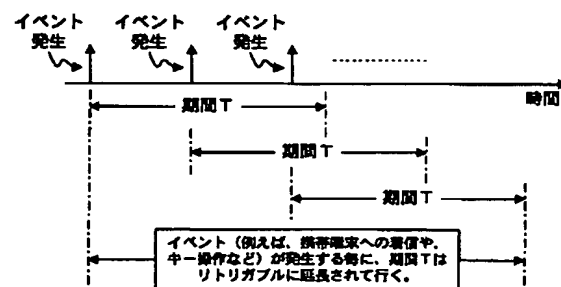 イベント
発生
イベント
発生
イベント
発生
時間
期間T
期間T
期間T
イベント(例えば、携帯端末への着信や、
キー操作など)が発生する毎に、期間Tは
リトリガブルに延長されて行く。